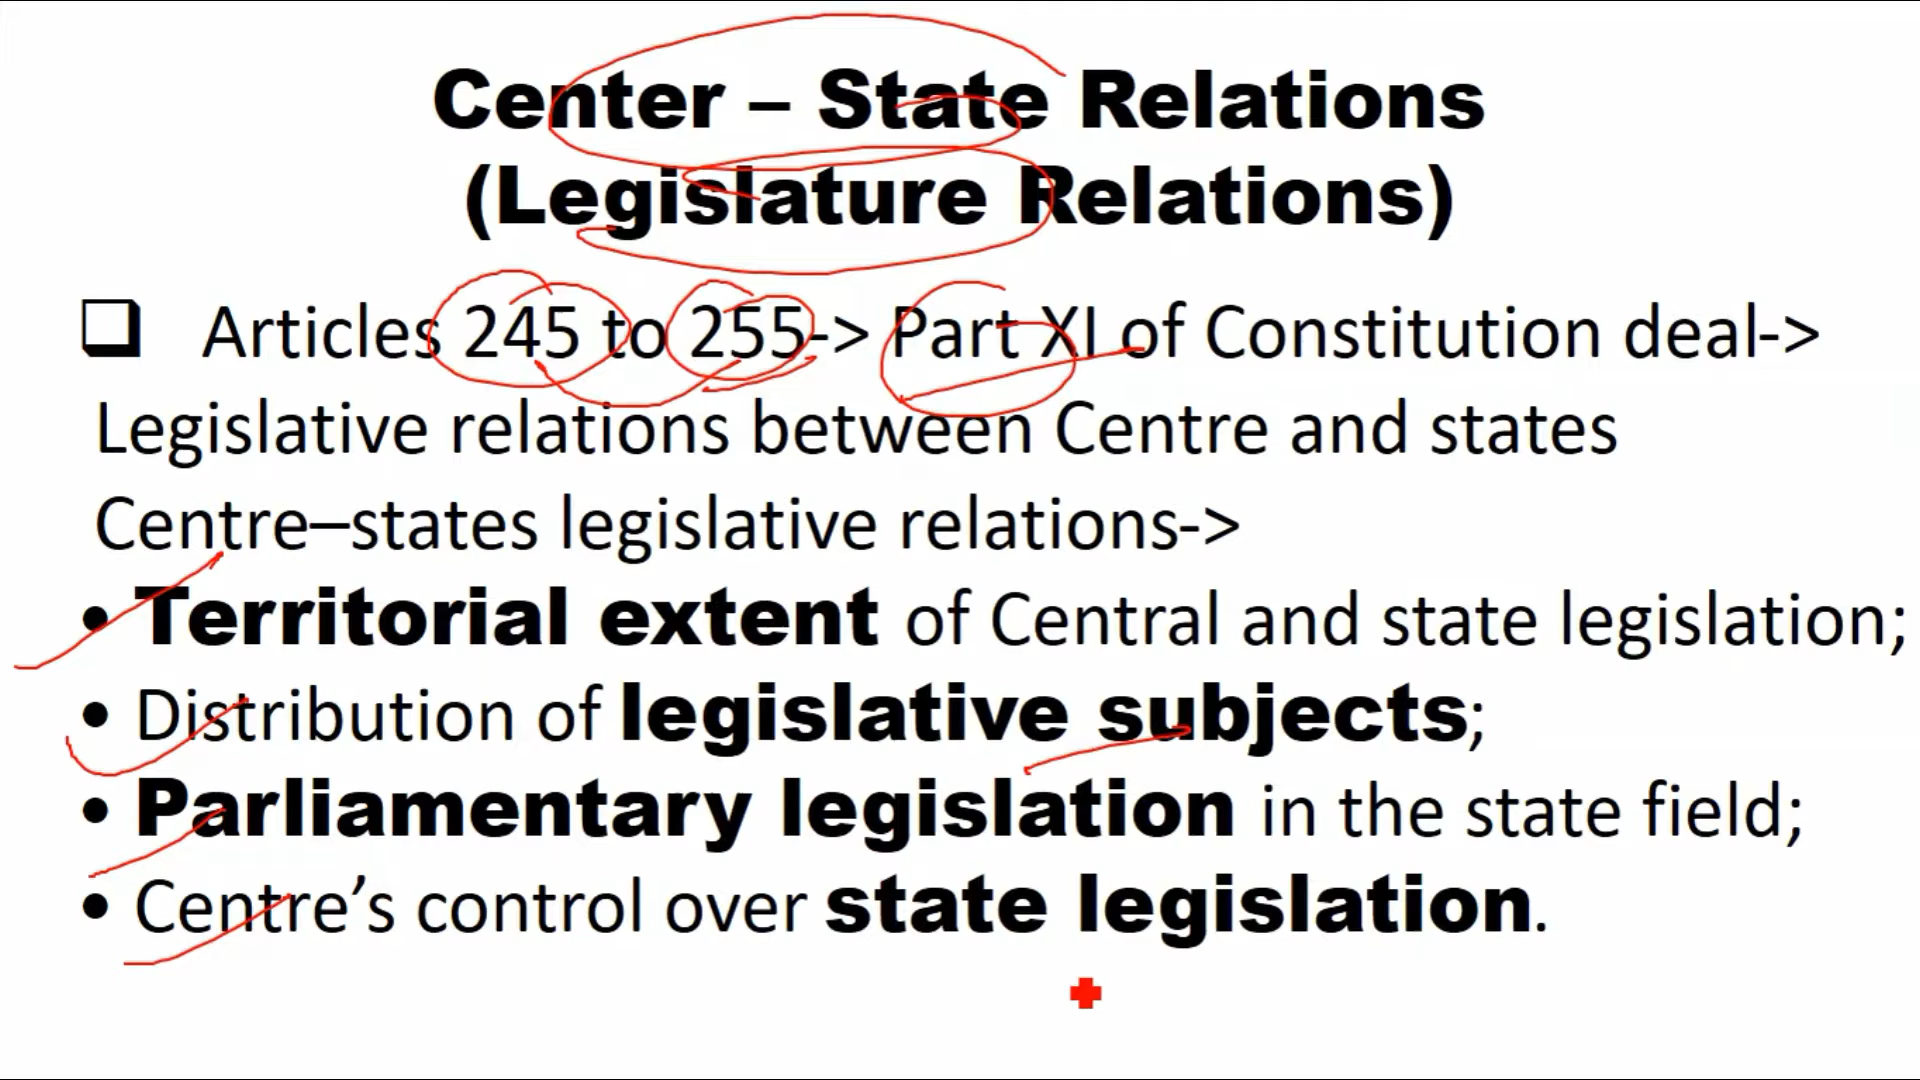 Center – State Relations
(Legislature Relations)
❑ Articles 245 to 255-> Part XI of Constitution deal->
Legislative relations between Centre and states
Centre–states legislative relations->
• Territorial extent of Central and state legislation;
• Distribution of legislative subjects;
• Parliamentary legislation in the state field;
• Centre’s control over state legislation.